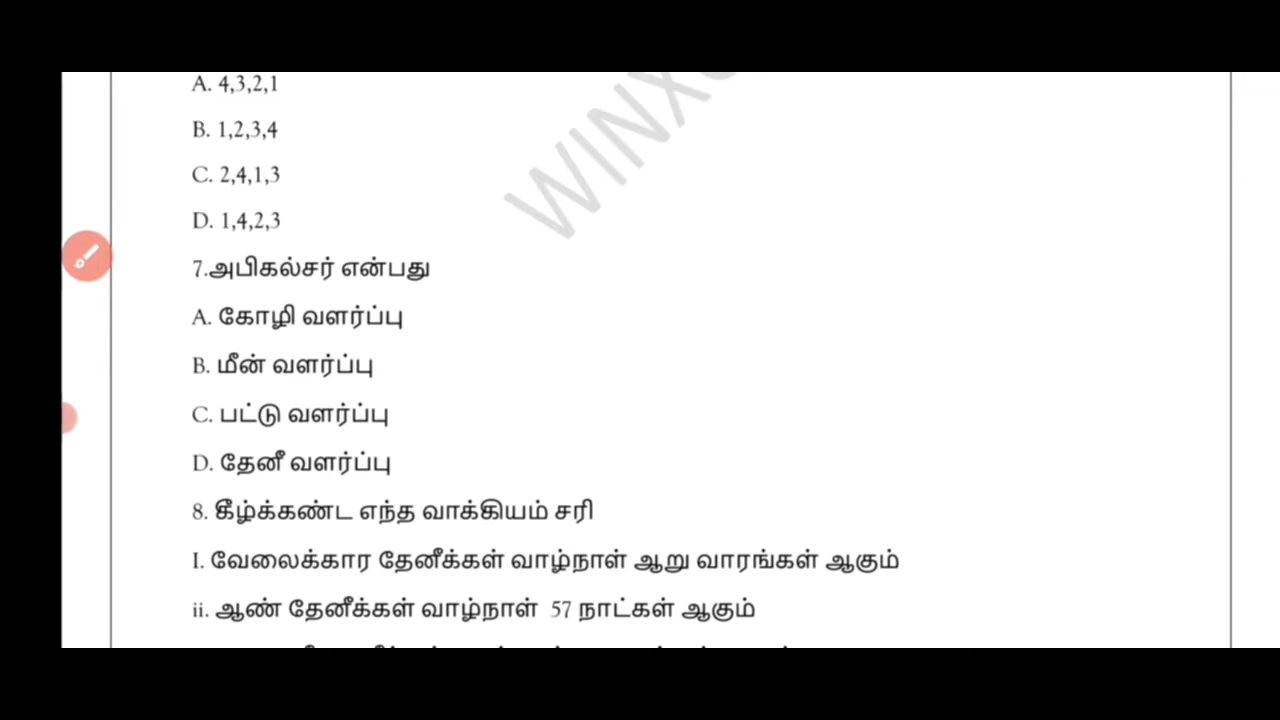 A. 4,3,2,1
B. 1,2,3,4
C. 2,4,1,3
D. 1,4,2,3
7.அபிகல்சர் என்பது
A. கோழி வளர்ப்பு
B. மீன் வளர்ப்பு
C. பட்டு வளர்ப்பு
D. தேனீ வளர்ப்பு
8. கீழ்க்கண்ட எந்த வாக்கியம் சரி
I. வேலைக்கார தேனீக்கள் வாழ்நாள் ஆறு வாரங்கள் ஆகும்
ii. ஆண் தேனீக்கள் வாழ்நாள் 57 நாட்கள் ஆகும்